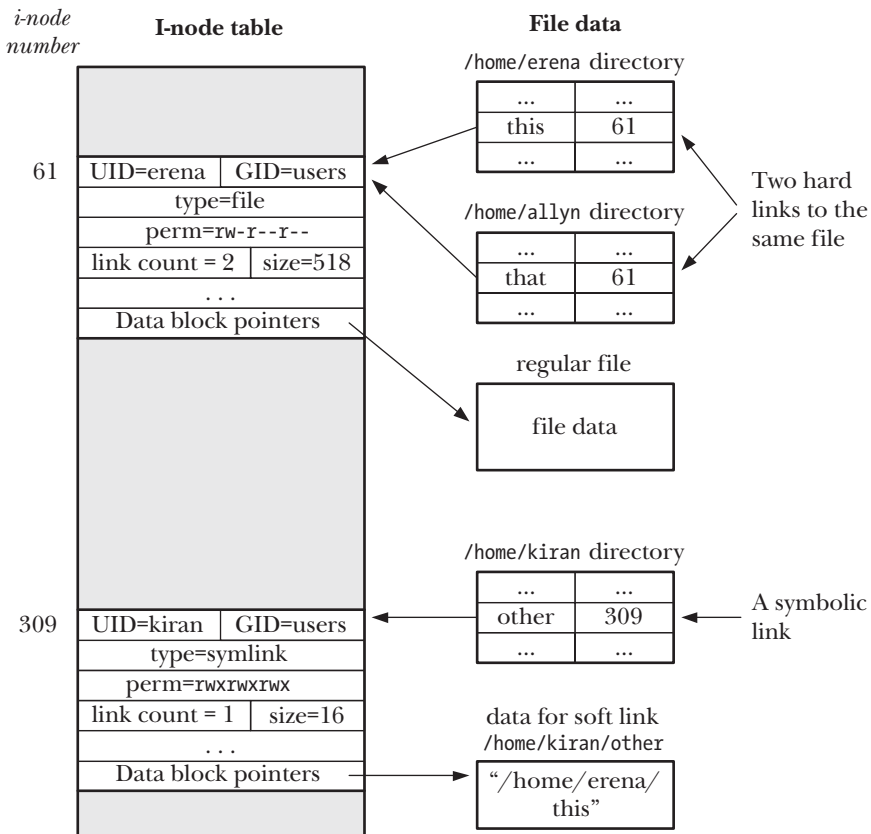 i-node
number
I-node table
File data
/home/erena directory
... ...
this 61
... ...
61
UID=erena GID=users
type=file
perm=rw-r--r--
link count = 2 size=518
. . .
Data block pointers
/home/allyn directory
... ...
that 61
... ...
Two hard
links to the
same file
regular file
file data
/home/kiran directory
... ...
other 309
... ...
A symbolic
link
309
UID=kiran GID=users
type=symlink
perm=rwxrwxrwx
link count = 1 size=16
. . .
Data block pointers
data for soft link
/home/kiran/other
“/home/erena/
this”